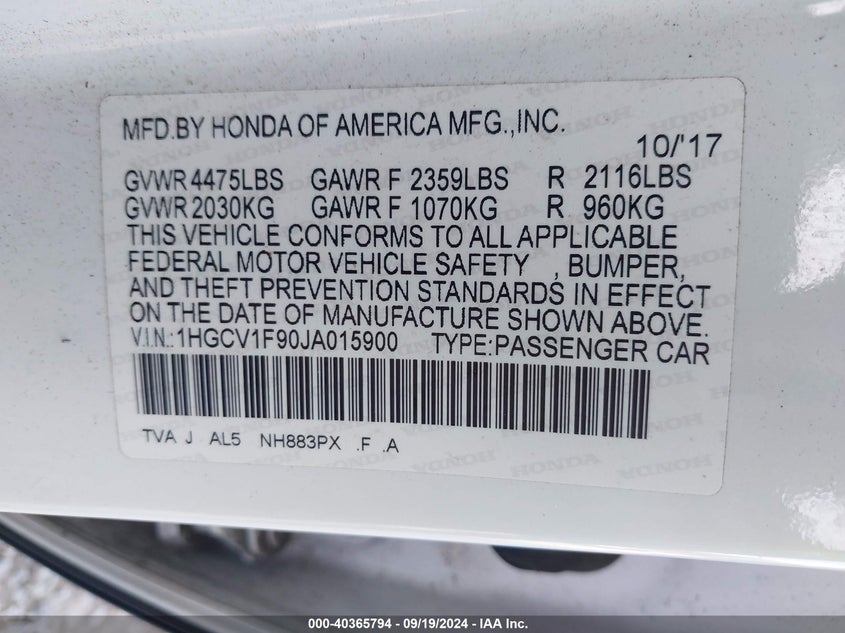 MFD.BY HONDA OF AMERICA MFG.,INC.
10/'17
GVWR 4475LBS GAWR F 2359LBS R 2116LBS
GVWR 2030KG GAWR F 1070KG R 960KG
THIS VEHICLE CONFORMS TO ALL APPLICABLE
FEDERAL MOTOR VEHICLE SAFETY , BUMPER,
AND THEFT PREVENTION STANDARDS IN EFFECT
ON THE DATE OF MANUFACTURE SHOWN ABOVE.
V.I.N.:1HGCV1F90JA015900 TYPE:PASSENGER CAR
TVA J AL5 NH883PX .F .A
000-40365794 - 09/19/2024 - IAA Inc.